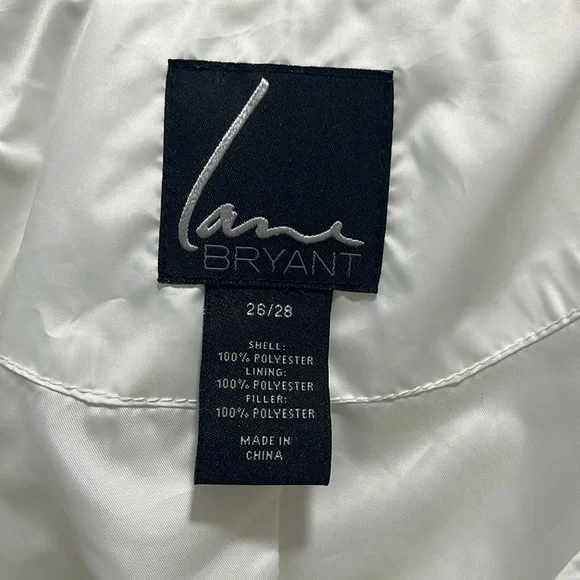 Lane
BRYANT
26/28
SHELL:
100% POLYESTER
LINING:
100% POLYESTER
FILLER:
100% POLYESTER
MADE IN
CHINA